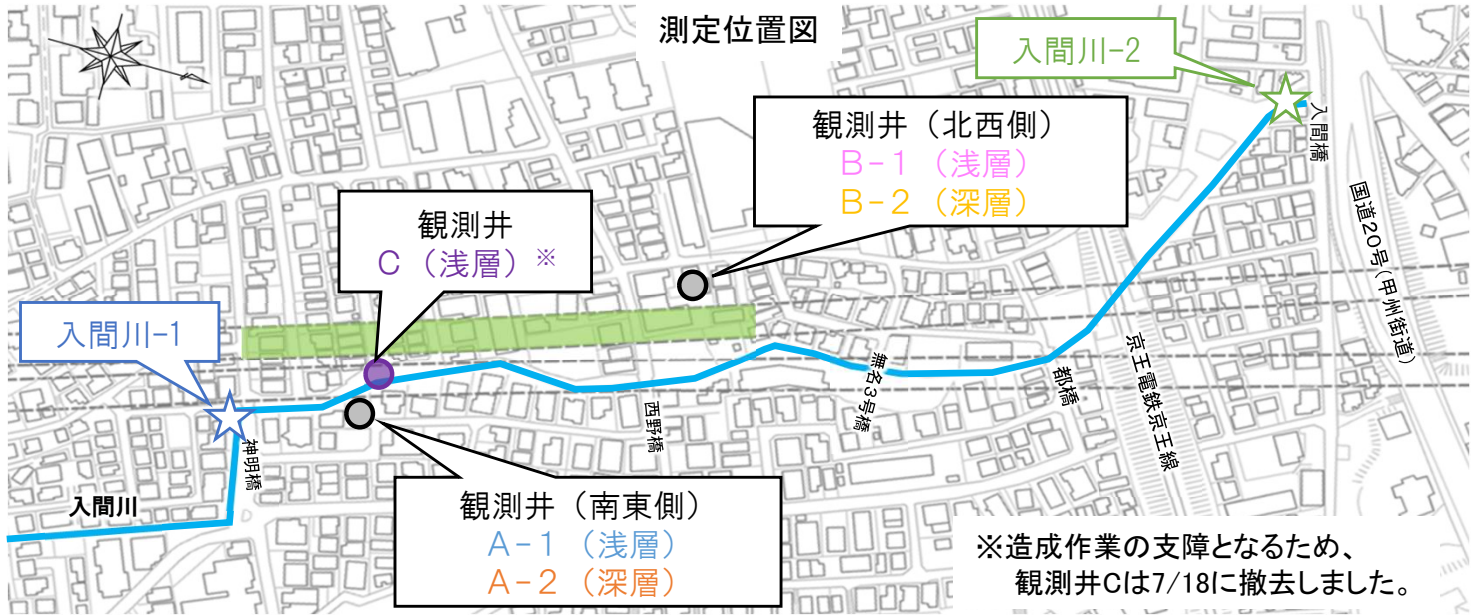 測定位置図
入間川-2
入間橋
観測井（北西側）
B-1（浅層）
B-2（深層）
国道20号(甲州街道)
観測井
C（浅層）※
入間川-1
無名3号橋
都橋
京王電鉄京王線
西野橋
神明橋
入間川
観測井（南東側）
A-1（浅層）
A-2（深層）
※造成作業の支障となるため、
観測井Cは7/18に撤去しました。